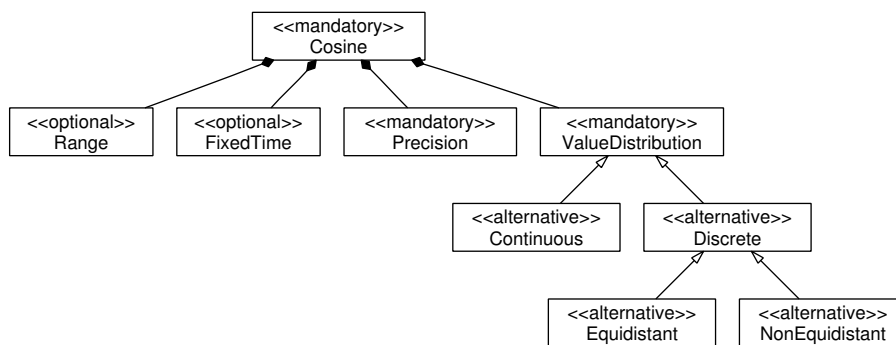 <<mandatory>>
Cosine
<<optional>>
Range
<<optional>>
FixedTime
<<mandatory>>
Precision
<<mandatory>>
ValueDistribution
<<alternative>>
Continuous
<<alternative>>
Discrete
<<alternative>>
Equidistant
<<alternative>>
NonEquidistant